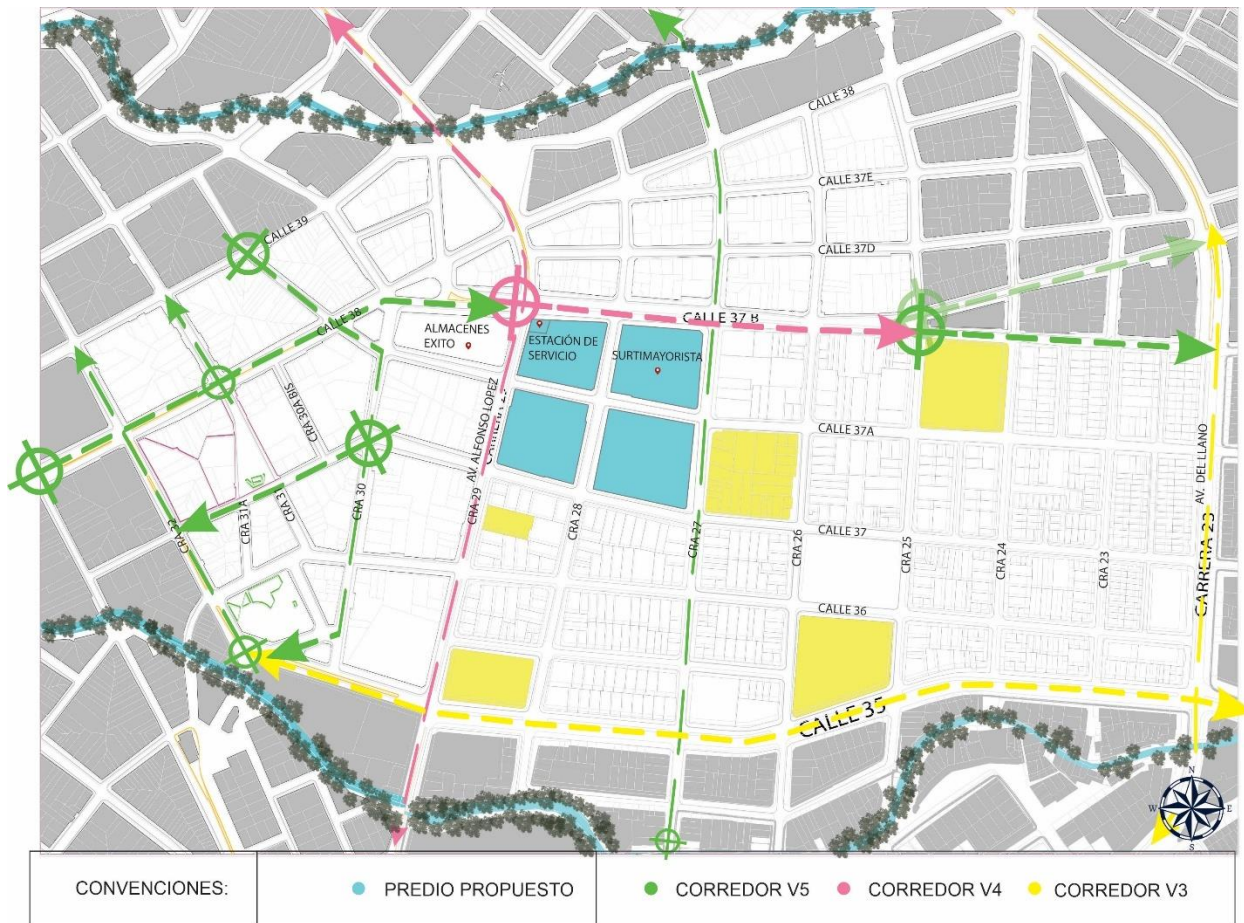 CALLE 38
CALLE 37E
CALLE 39
CALLE 37D
CALLE 38
CALLE 37 B
ALMACENES
EXITO
ESTACIÓN DE
SERVICIO
SURTIMAYORISTA
CRA 30A BIS
AV. ALFONSO LOPEZ
CALLE 37A
AV. DEL LLANO
CARRERA 23
CRA 32
CRA 31A
CRA 31
CRA 30
CRA 29
CRA 28
CRA 27
CALLE 37
CRA 26
CRA 25
CRA 24
CRA 23
CALLE 36
CALLE 35
N
W
E
S
CONVENCIONES:
PREDIO PROPUESTO
CORREDOR V5
CORREDOR V4
CORREDOR V3